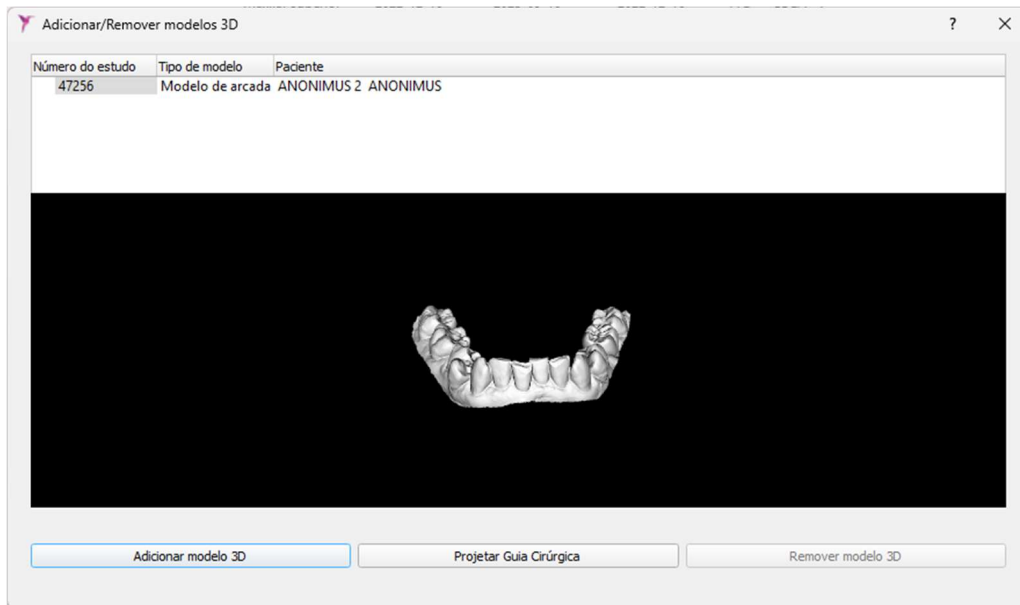 Adicionar/Remover modelos 3D ?
Número do estudo Tipo de modelo Paciente
47256 Modelo de arcada ANONIMUS 2 ANONIMUS
Adicionar modelo 3D Projetar Guia Cirúrgica Remover modelo 3D